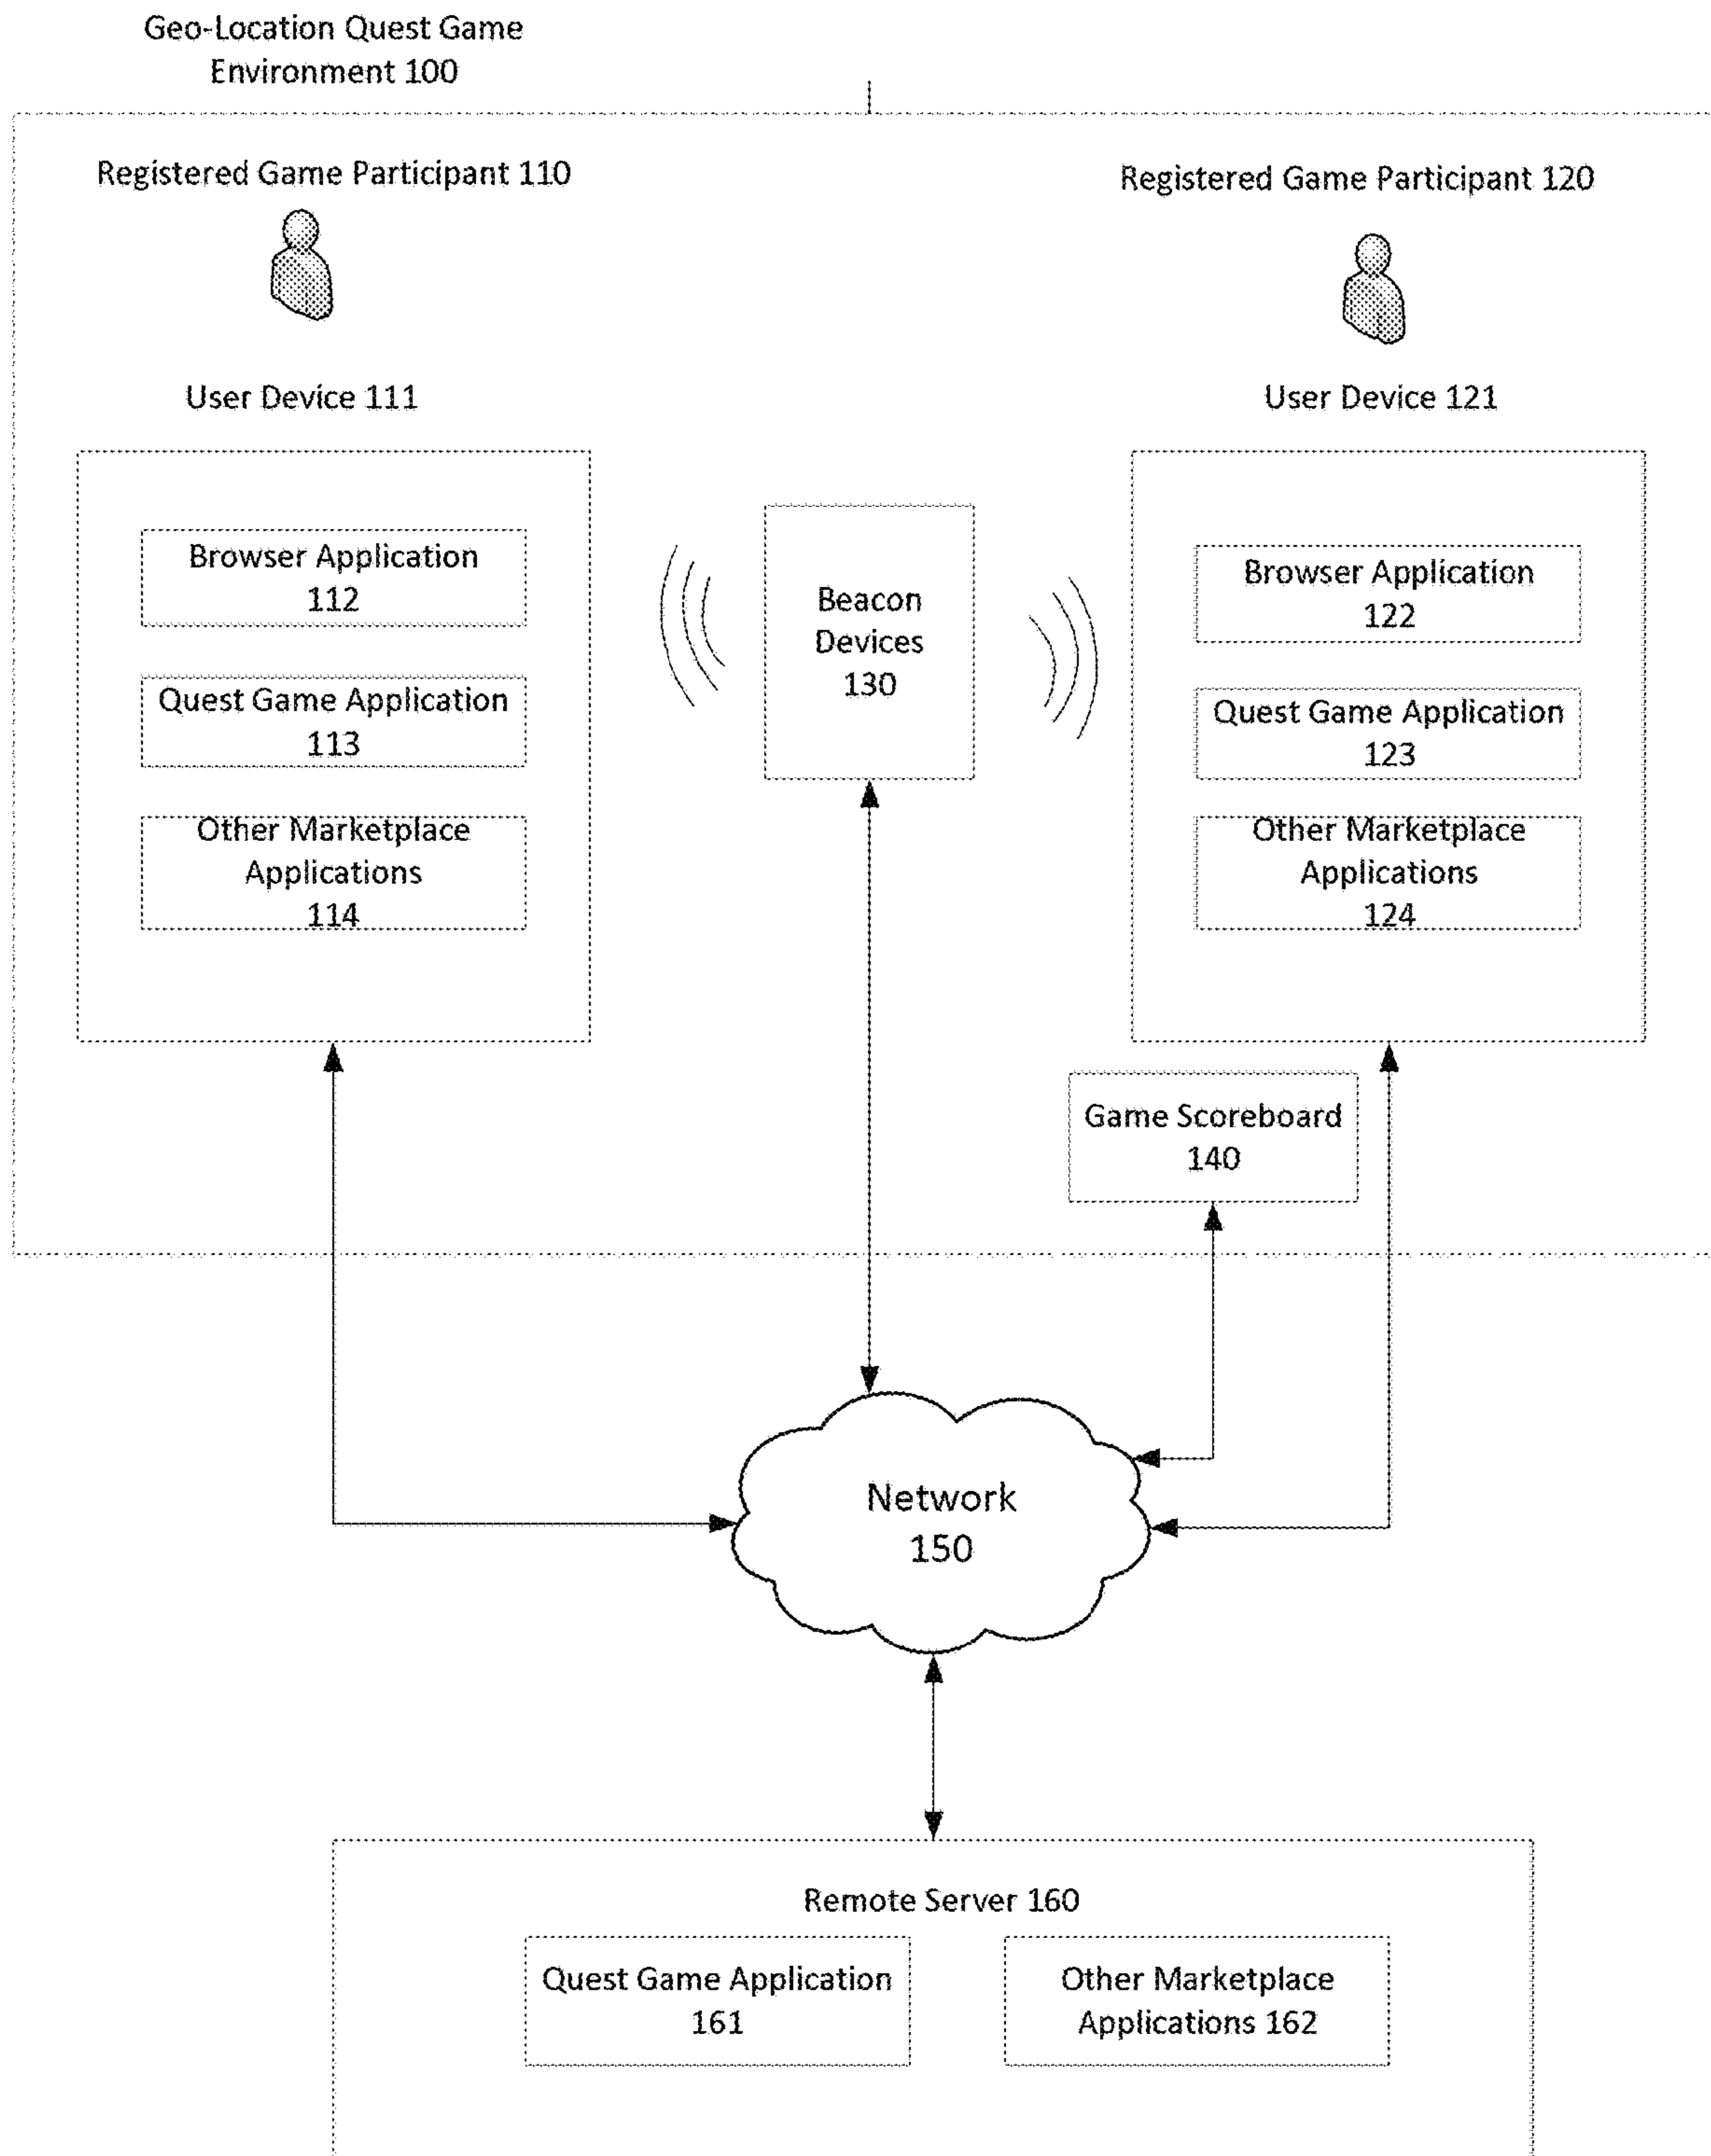 Geo-Location Quest Game
Environment 100
Registered Game Participant 110
Registered Game Participant 120
User Device 111
User Device 121
Browser Application
112
Quest Game Application
113
Other Marketplace
Applications
114
Beacon
Devices
130
Browser Application
122
Quest Game Application
123
Other Marketplace
Applications
124
Game Scoreboard
140
Network
150
Remote Server 160
Quest Game Application
161
Other Marketplace
Applications 162